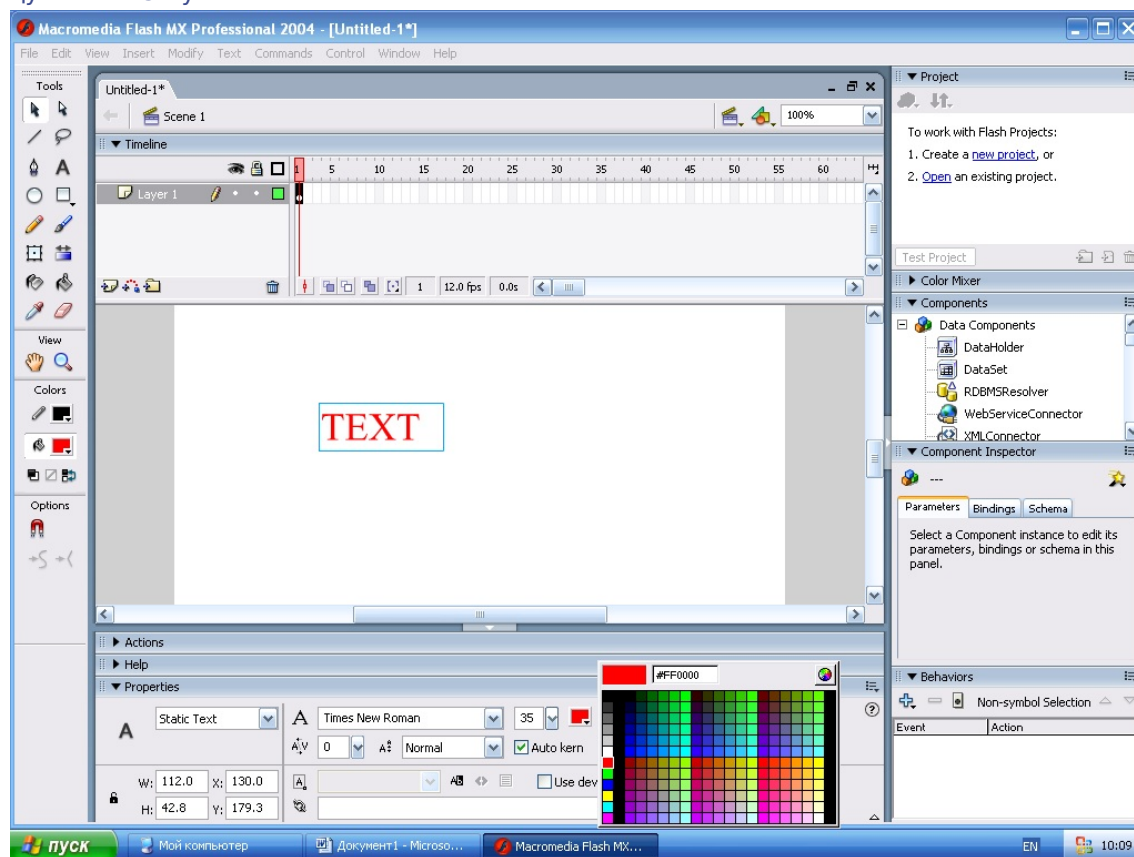 Macromedia Flash MX Professional 2004 - [Untitled-1*]
File Edit View Insert Modify Text Commands Control Window Help
Tools
View
Colors
Options
Untitled-1*
Scene 1
100%
Timeline
1 5 10 15 20 25 30 35 40 45 50 55 60
Layer 1
1 12.0 fps 0.0s
TEXT
Actions
Help
Properties
Static Text
A Times New Roman 35
A
0 Normal Auto kern
W: 112.0 X: 130.0
Use dev
H: 42.8 Y: 179.3
#FF0000
Project
To work with Flash Projects:
1. Create a new project, or
2. Open an existing project.
Test Project
Color Mixer
Components
Data Components
DataHolder
DataSet
RDBMSResolver
WebServiceConnector
XMLConnector
Component Inspector
---
Parameters Bindings Schema
Select a Component instance to edit its
parameters, bindings or schema in this
panel.
Behaviors
Non-symbol Selection
Event Action
пуск Мой компьютер Документ1 - Microso... Macromedia Flash MX... EN 10:09